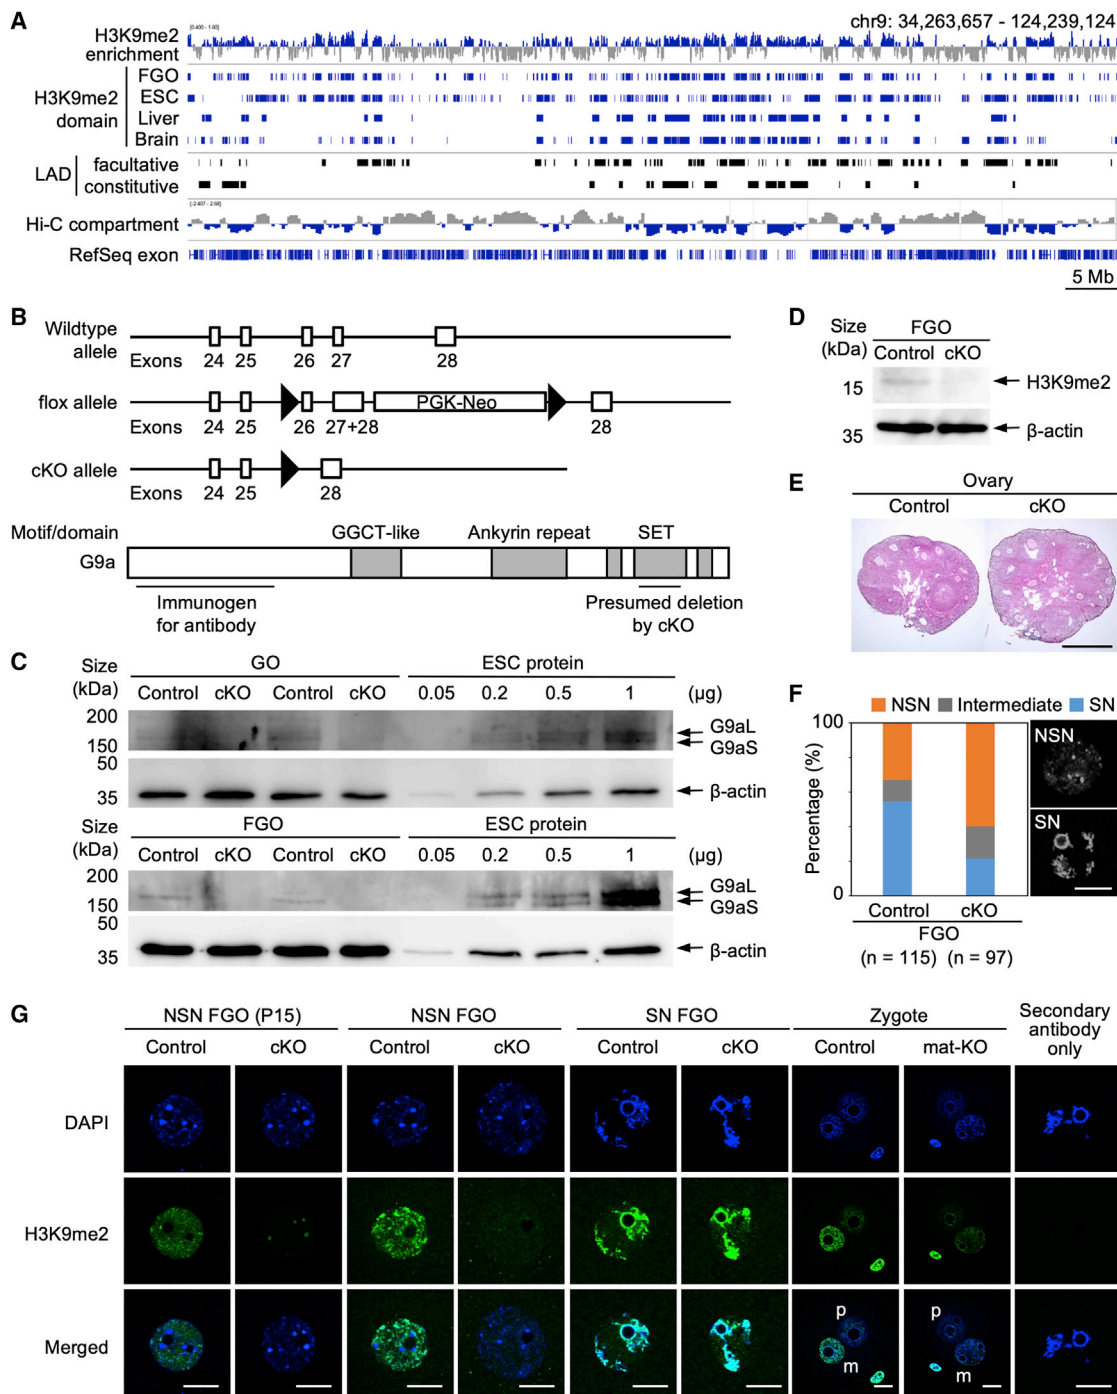 A
chr9: 34,263,657 - 124,239,124
[0.400 - 1.60]
H3K9me2
enrichment
H3K9me2
domain
FGO
ESC
Liver
Brain
LAD
facultative
constitutive
[-2.407 - 2.68]
Hi-C compartment
RefSeq exon
5 Mb
B
Wildtype
allele
Exons 24 25 26 27 28
flox allele
PGK-Neo
Exons 24 25 26 27+28 28
cKO allele
Exons 24 25 28
Motif/domain
GGCT-like Ankyrin repeat SET
G9a
Immunogen
for antibody
Presumed deletion
by cKO
C
Size
(kDa)
GO ESC protein
Control cKO Control cKO 0.05 0.2 0.5 1 (μg)
200
150
G9aL
G9aS
50
35
β-actin
Size
(kDa)
FGO ESC protein
Control cKO Control cKO 0.05 0.2 0.5 1 (μg)
200
150
G9aL
G9aS
50
35
β-actin
D
Size
(kDa)
FGO
Control cKO
15
H3K9me2
35
β-actin
E
Ovary
Control cKO
F
NSN Intermediate SN
Percentage (%)
100
0
Control cKO
FGO
(n = 115) (n = 97)
NSN
SN
G
NSN FGO (P15) NSN FGO SN FGO Zygote Secondary
antibody
only
Control cKO Control cKO Control cKO Control mat-KO
DAPI
H3K9me2
Merged
p
m
p
m